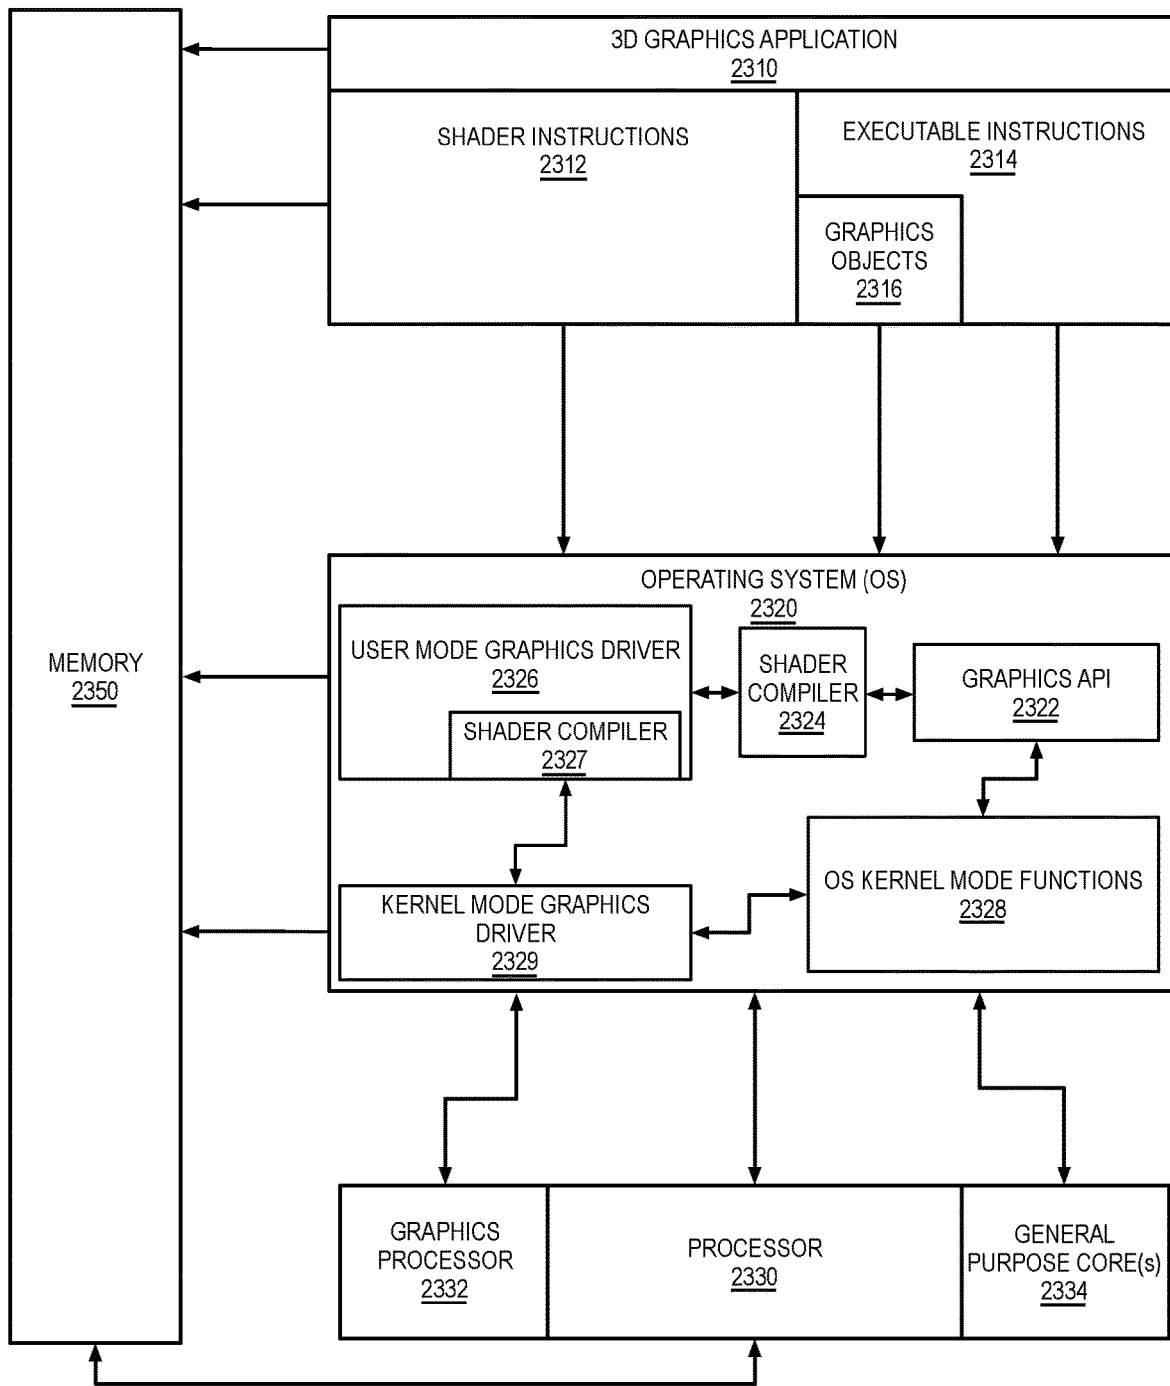 3D GRAPHICS APPLICATION
2310
SHADER INSTRUCTIONS
2312
EXECUTABLE INSTRUCTIONS
2314
GRAPHICS
OBJECTS
2316
MEMORY
2350
OPERATING SYSTEM (OS)
2320
USER MODE GRAPHICS DRIVER
2326
SHADER COMPILER
2327
SHADER
COMPILER
2324
GRAPHICS API
2322
KERNEL MODE GRAPHICS
DRIVER
2329
OS KERNEL MODE FUNCTIONS
2328
GRAPHICS
PROCESSOR
2332
PROCESSOR
2330
GENERAL
PURPOSE CORE(s)
2334